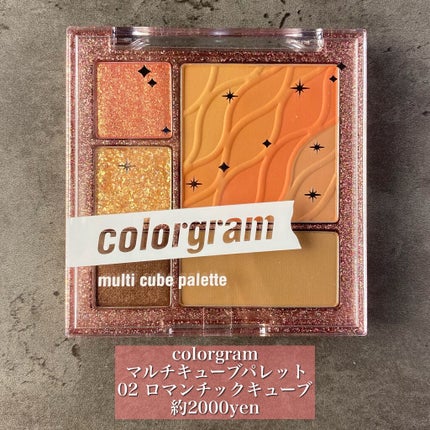 colorgram
multi cube palette
colorgram
マルチキューブパレット
02 ロマンチックキューブ
約2000yen